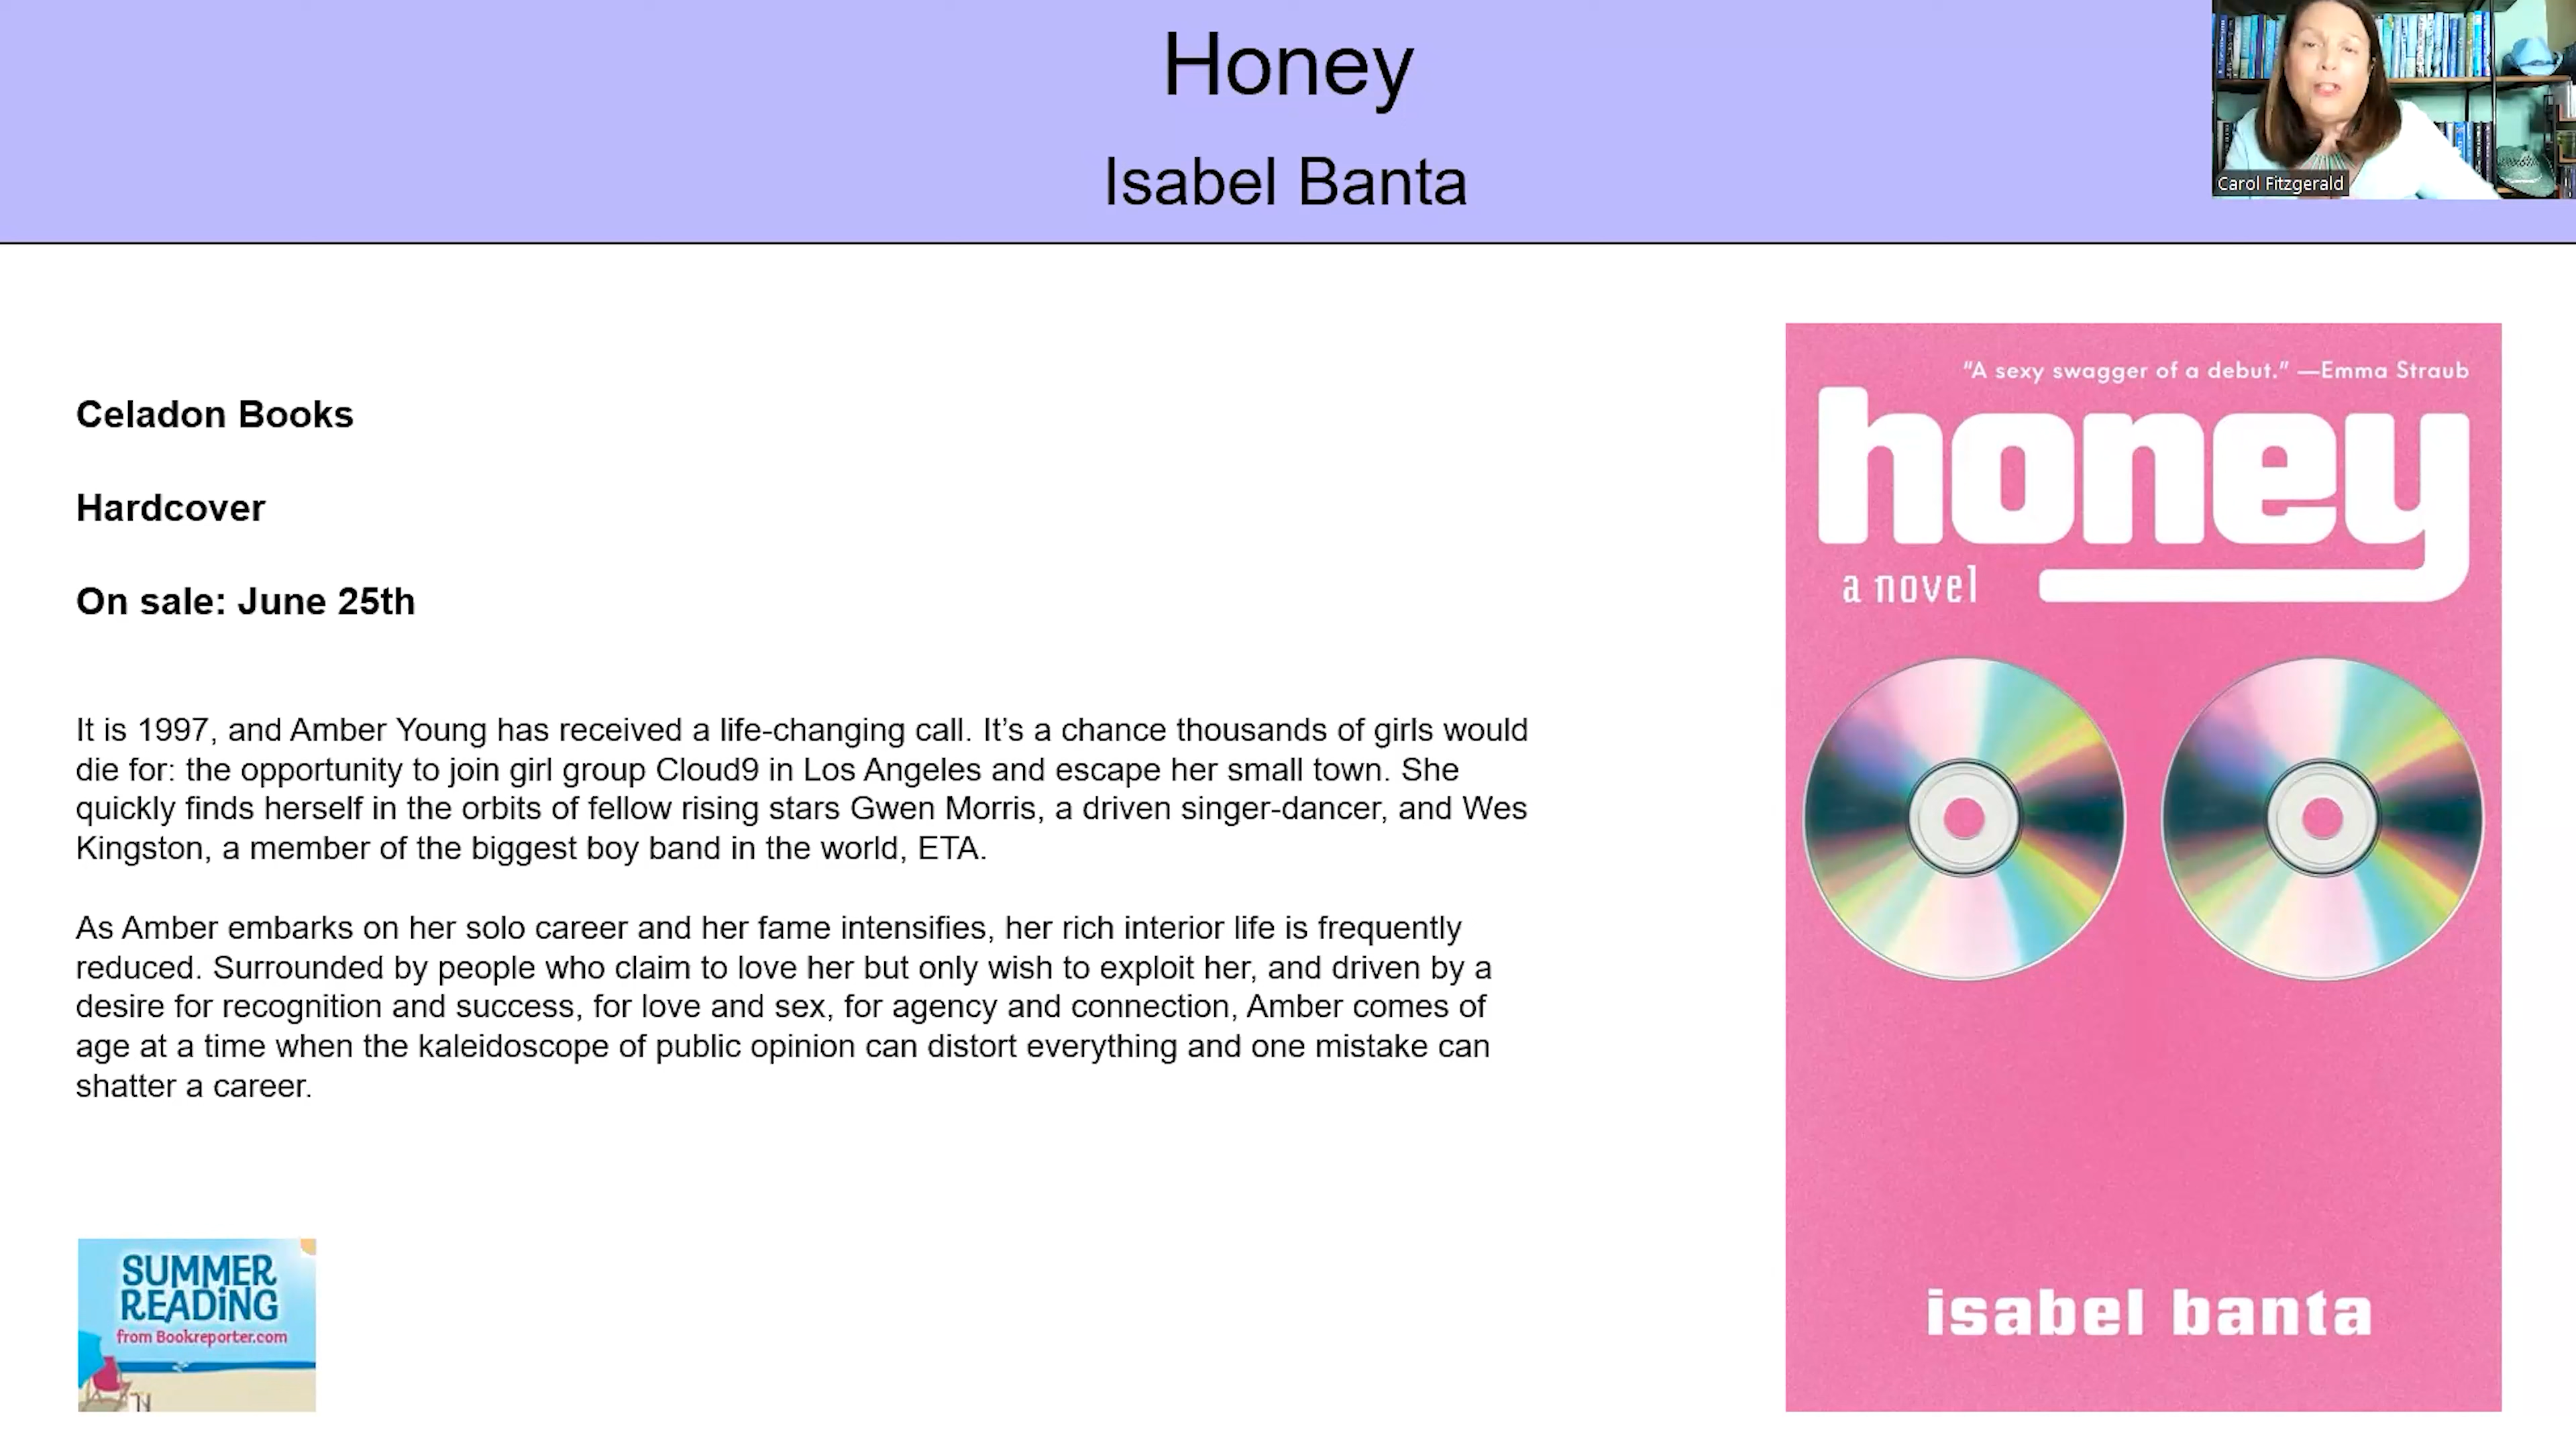 Honey
Isabel Banta
Carol Fitzgerald
Celadon Books
Hardcover
On sale: June 25th
It is 1997, and Amber Young has received a life-changing call. It’s a chance thousands of girls would
die for: the opportunity to join girl group Cloud9 in Los Angeles and escape her small town. She
quickly finds herself in the orbits of fellow rising stars Gwen Morris, a driven singer-dancer, and Wes
Kingston, a member of the biggest boy band in the world, ETA.
As Amber embarks on her solo career and her fame intensifies, her rich interior life is frequently
reduced. Surrounded by people who claim to love her but only wish to exploit her, and driven by a
desire for recognition and success, for love and sex, for agency and connection, Amber comes of
age at a time when the kaleidoscope of public opinion can distort everything and one mistake can
shatter a career.
“A sexy swagger of a debut.” —Emma Straub
honey
a novel
isabel banta
SUMMER
READiNG
from Bookreporter.com